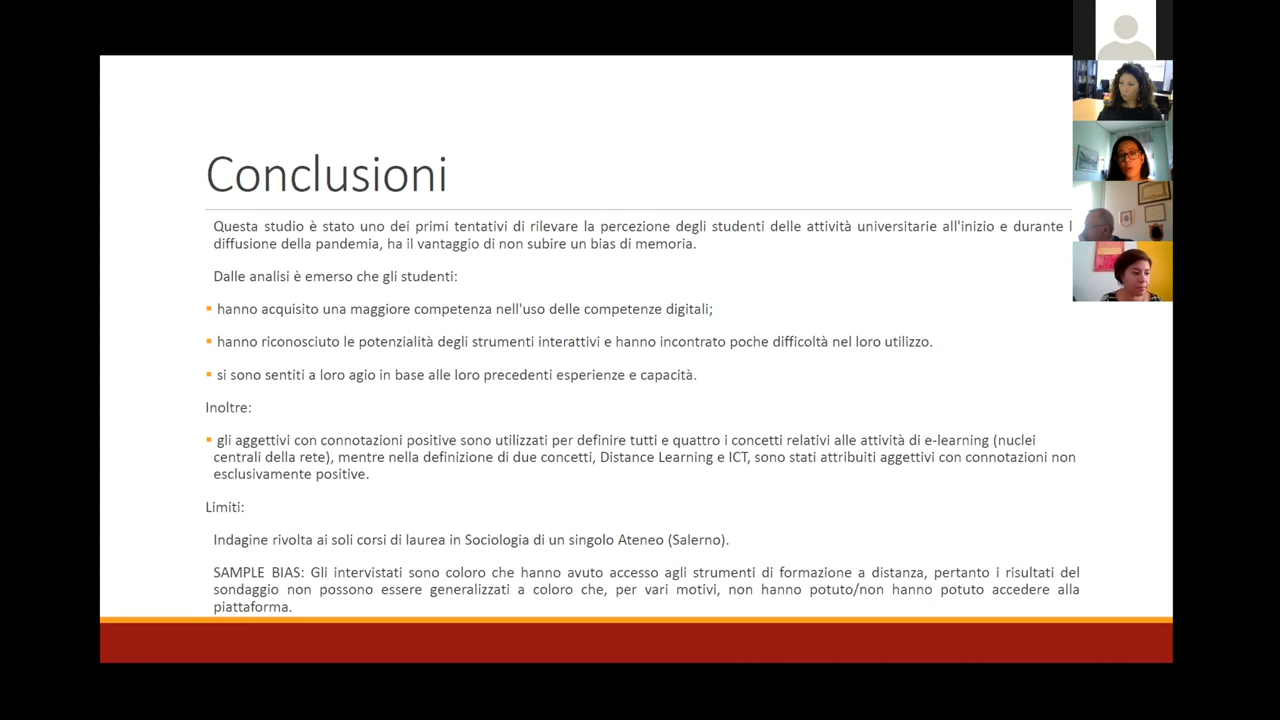 Conclusioni
Questa studio è stato uno dei primi tentativi di rilevare la percezione degli studenti delle attività universitarie all'inizio e durante l
diffusione della pandemia, ha il vantaggio di non subire un bias di memoria.
Dalle analisi è emerso che gli studenti:
▪ hanno acquisito una maggiore competenza nell'uso delle competenze digitali;
▪ hanno riconosciuto le potenzialità degli strumenti interattivi e hanno incontrato poche difficoltà nel loro utilizzo.
▪ si sono sentiti a loro agio in base alle loro precedenti esperienze e capacità.
Inoltre:
▪ gli aggettivi con connotazioni positive sono utilizzati per definire tutti e quattro i concetti relativi alle attività di e-learning (nuclei
centrali della rete), mentre nella definizione di due concetti, Distance Learning e ICT, sono stati attribuiti aggettivi con connotazioni non
esclusivamente positive.
Limiti:
Indagine rivolta ai soli corsi di laurea in Sociologia di un singolo Ateneo (Salerno).
SAMPLE BIAS: Gli intervistati sono coloro che hanno avuto accesso agli strumenti di formazione a distanza, pertanto i risultati del
sondaggio non possono essere generalizzati a coloro che, per vari motivi, non hanno potuto/non hanno potuto accedere alla
piattaforma.